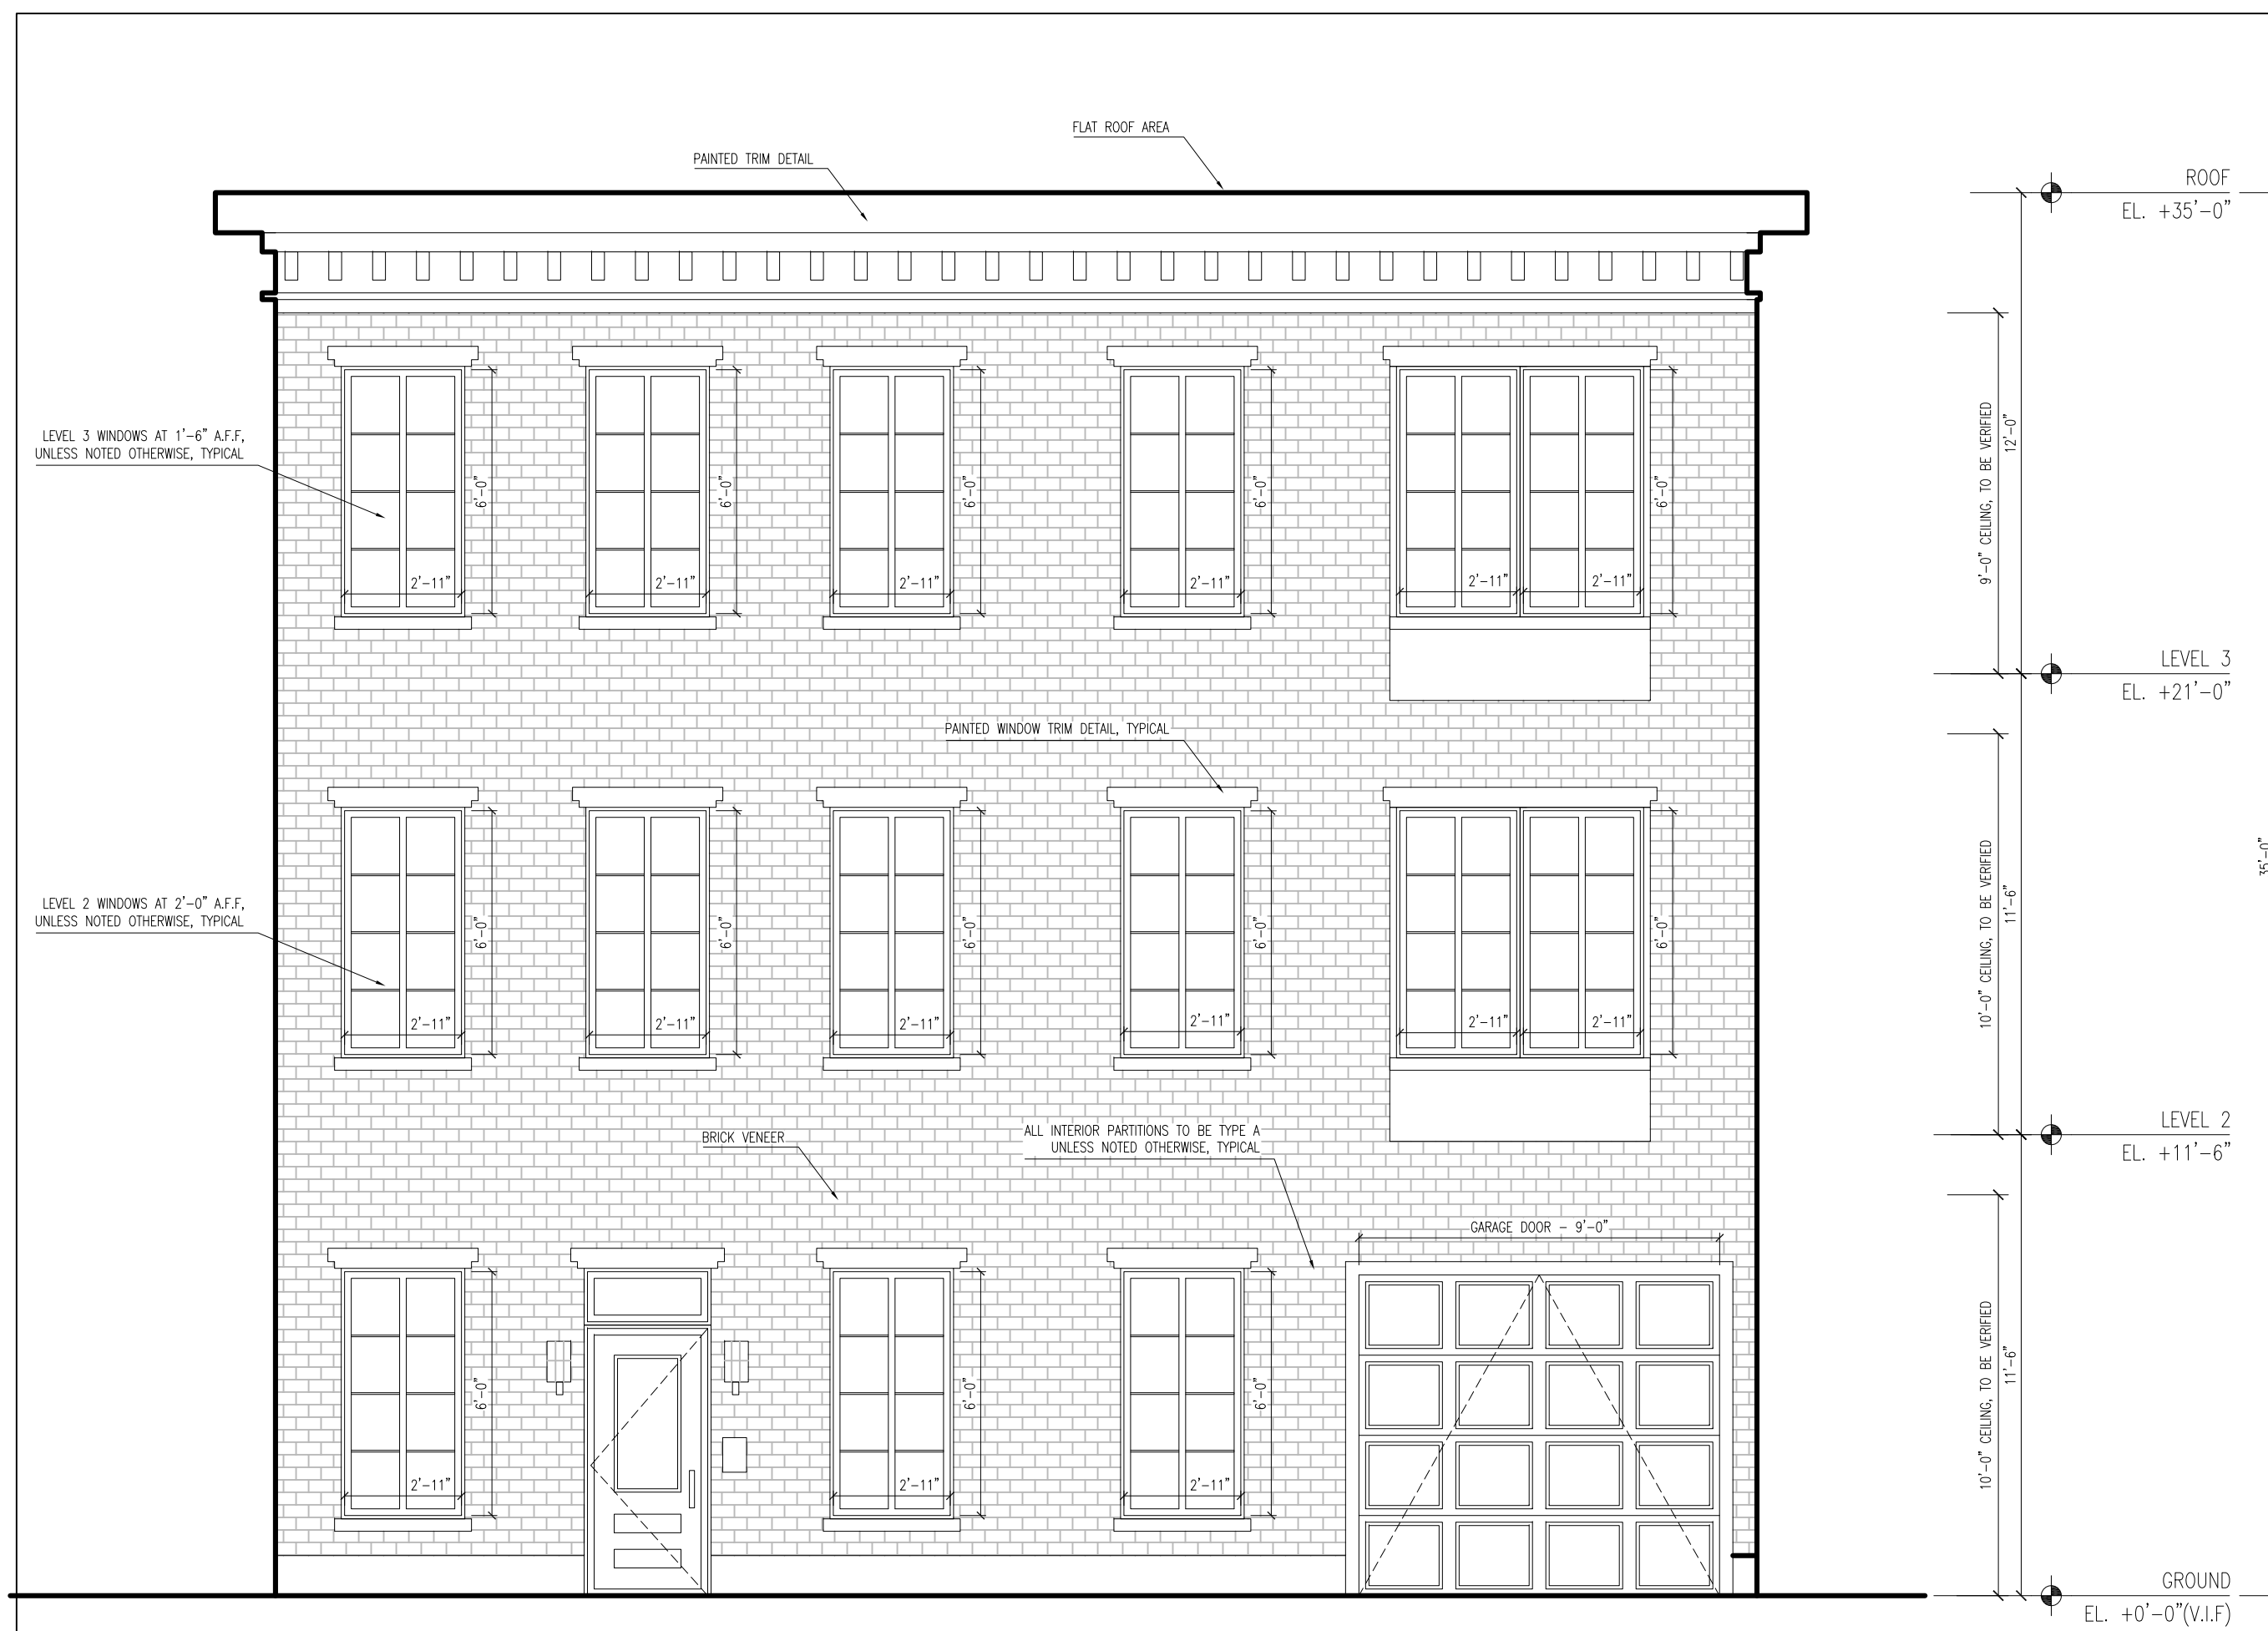 FLAT ROOF AREA
PAINTED TRIM DETAIL
ROOF
EL. +35'-0"
LEVEL 3 WINDOWS AT 1'-6" A.F.F,
UNLESS NOTED OTHERWISE, TYPICAL
6'-0"
6'-0"
6'-0"
6'-0"
6'-0"
2'-11"
2'-11"
2'-11"
2'-11"
2'-11"
2'-11"
9'-0" CEILING, TO BE VERIFIED
12'-0"
LEVEL 3
EL. +21'-0"
PAINTED WINDOW TRIM DETAIL, TYPICAL
LEVEL 2 WINDOWS AT 2'-0" A.F.F,
UNLESS NOTED OTHERWISE, TYPICAL
6'-0"
6'-0"
6'-0"
6'-0"
6'-0"
2'-11"
2'-11"
2'-11"
2'-11"
2'-11"
2'-11"
10'-0" CEILING, TO BE VERIFIED
11'-6"
35'-0"
LEVEL 2
EL. +11'-6"
BRICK VENEER
ALL INTERIOR PARTITIONS TO BE TYPE A
UNLESS NOTED OTHERWISE, TYPICAL
GARAGE DOOR - 9'-0"
6'-0"
6'-0"
6'-0"
2'-11"
2'-11"
2'-11"
10'-0" CEILING, TO BE VERIFIED
11'-6"
GROUND
EL. +0'-0"(V.I.F)